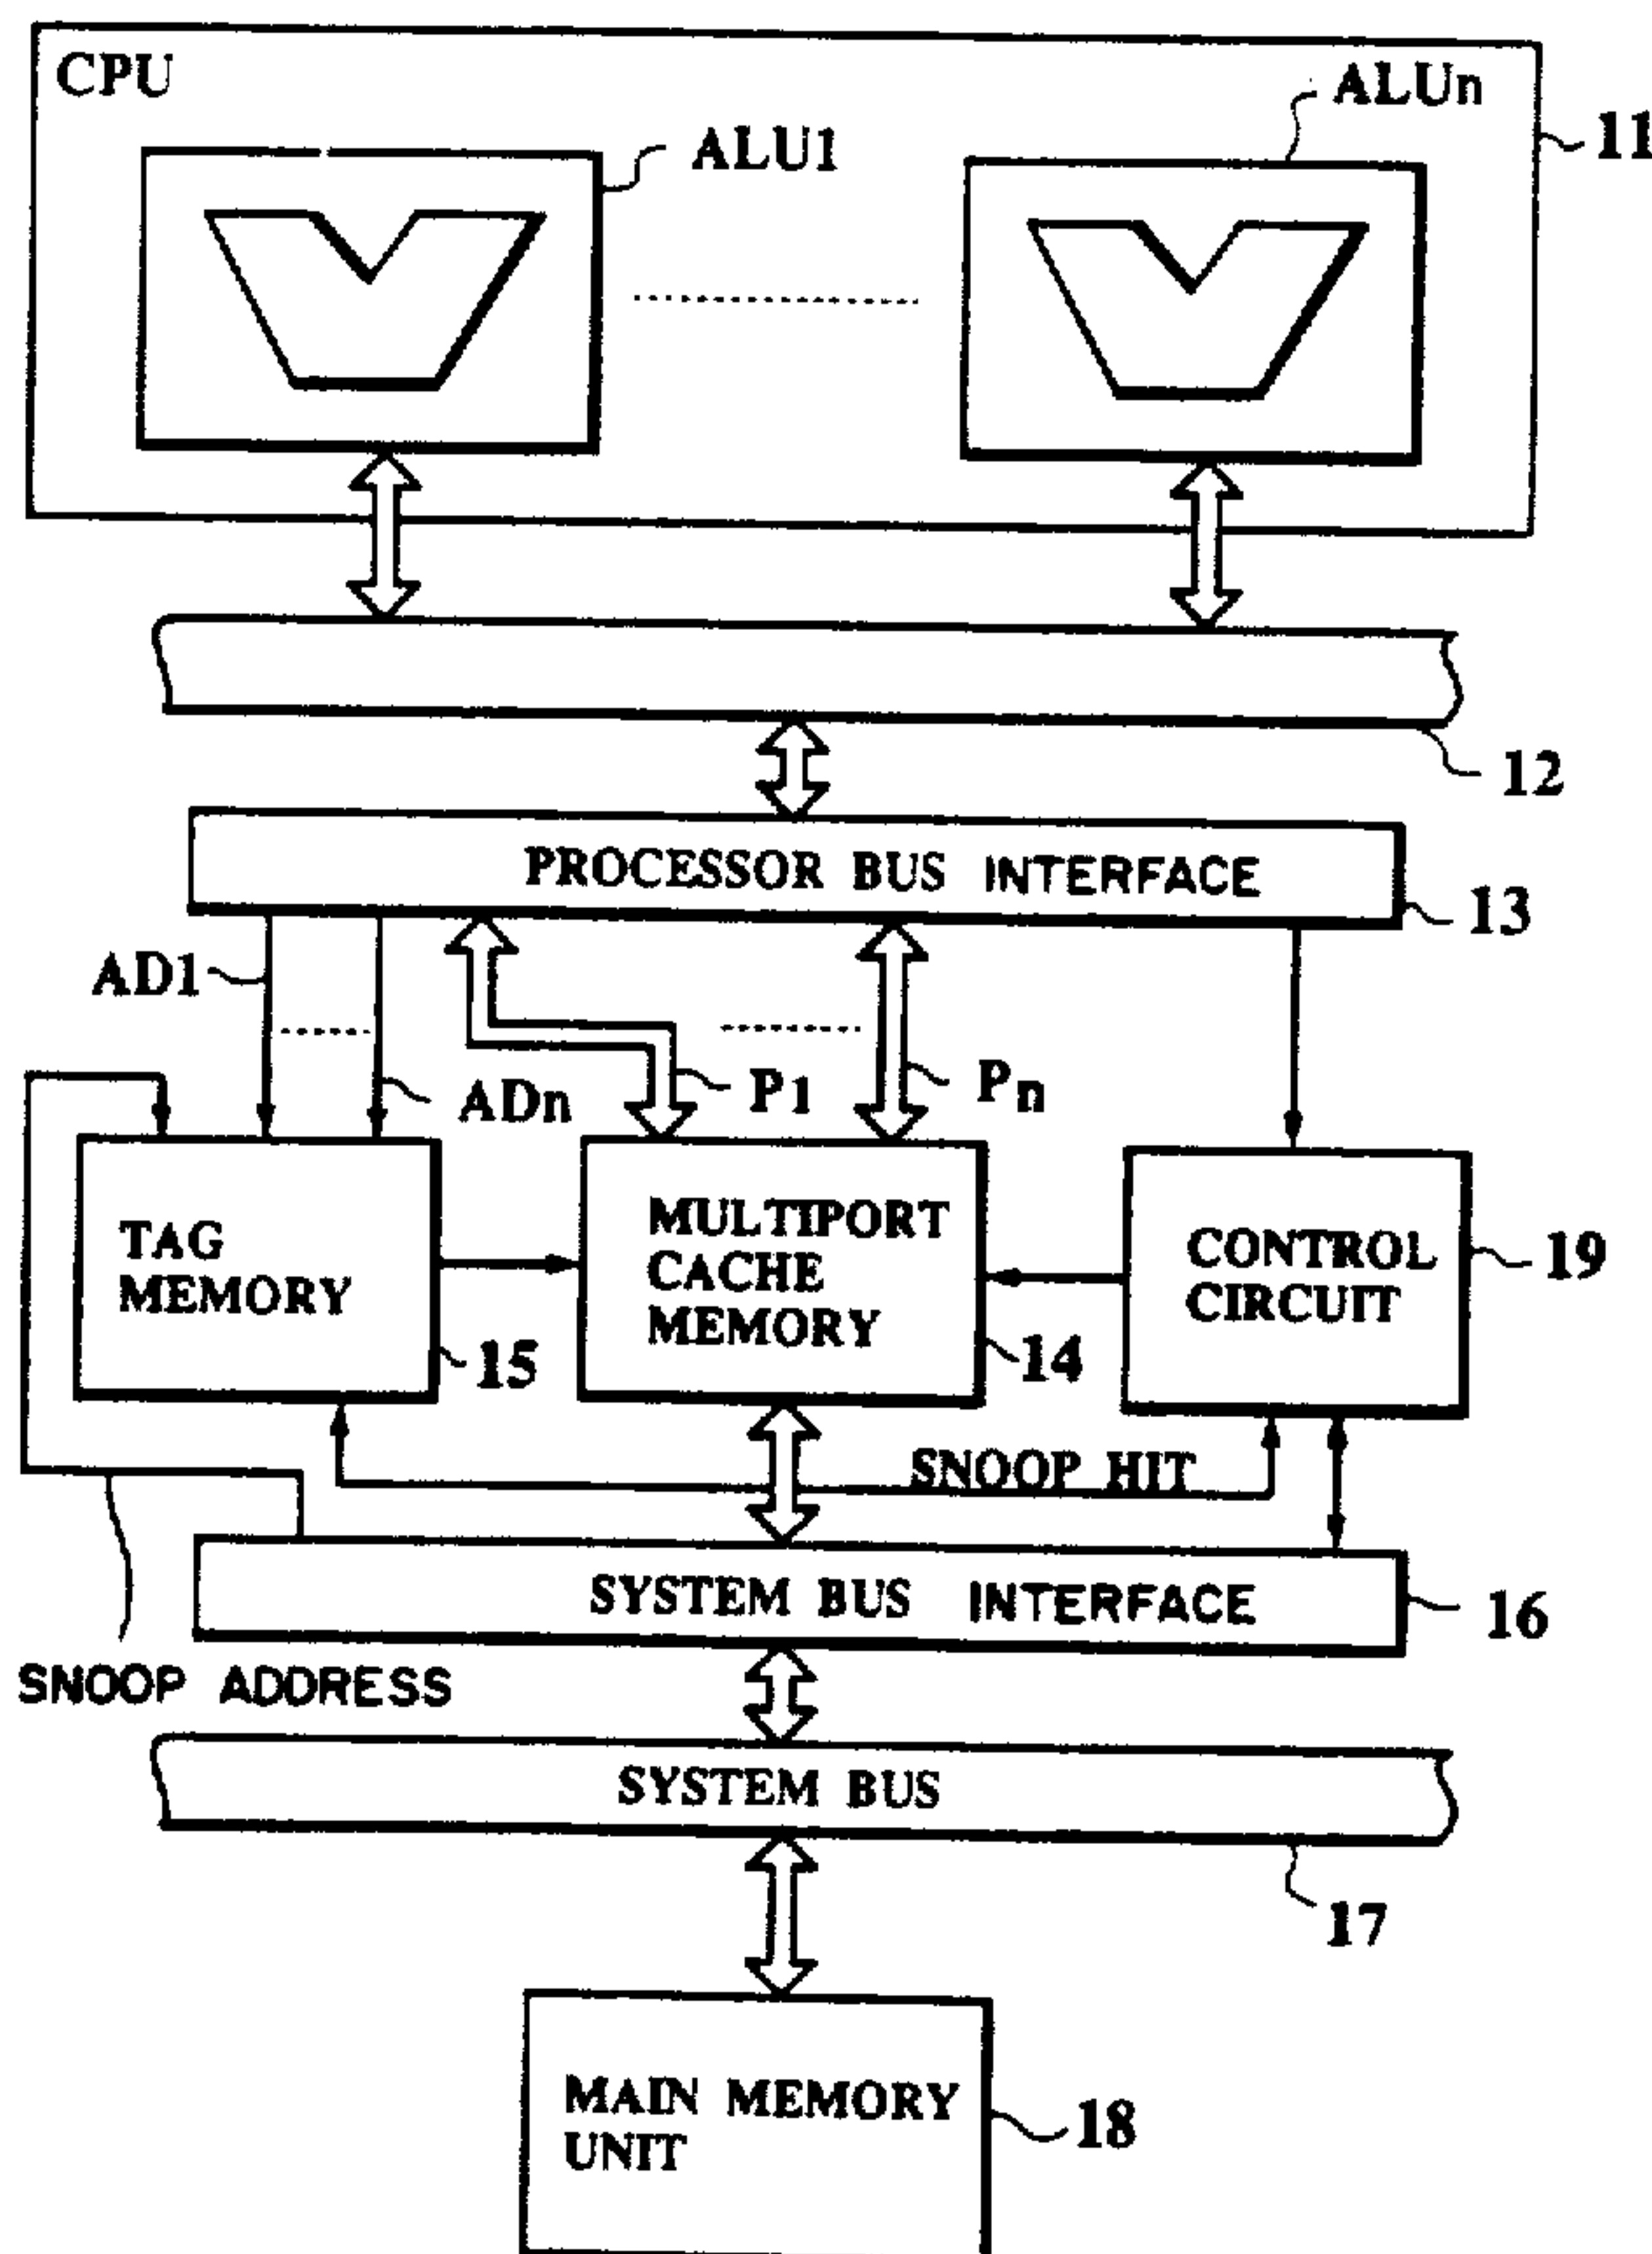 CPU
ALU1
ALUn
11
12
PROCESSOR BUS INTERFACE
13
AD1
ADn
P1
Pn
TAG
MEMORY
15
MULTIPORT
CACHE
MEMORY
14
CONTROL
CIRCUIT
19
SNOOP HIT
SYSTEM BUS INTERFACE
16
SNOOP ADDRESS
SYSTEM BUS
17
MAIN MEMORY
UNIT
18